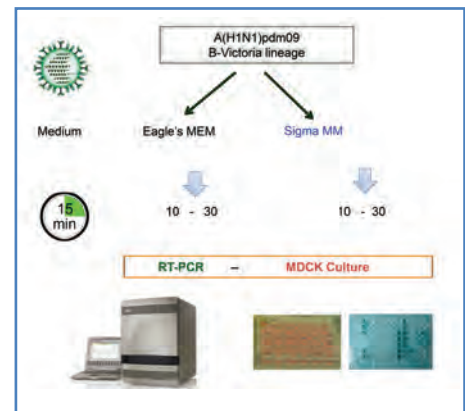 A(H1N1)pdm09
B-Victoria lineage
Medium Eagle's MEM Sigma MM
15 min 10 - 30 10 - 30
RT-PCR – MDCK Culture